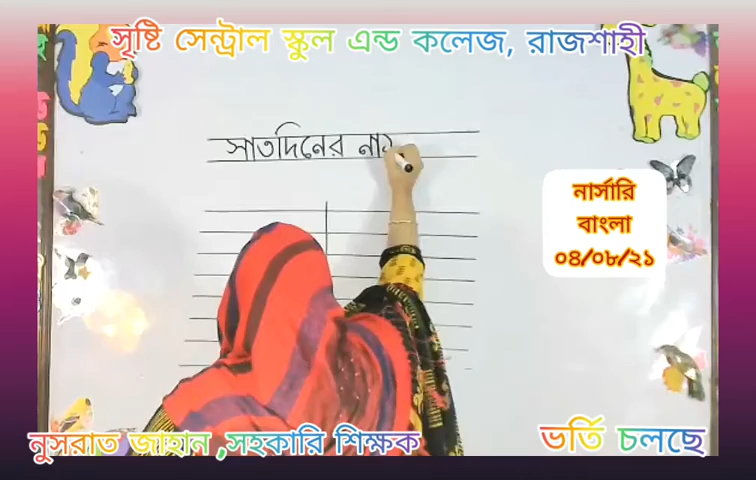 সৃষ্টি সেন্ট্রাল স্কুল এন্ড কলেজ, রাজশাহী
সাতদিনের না
নার্সারি
বাংলা
০৪/০৮/২১
নুসরাত জাহান ,সহকারি শিক্ষক
ভর্তি চলছে